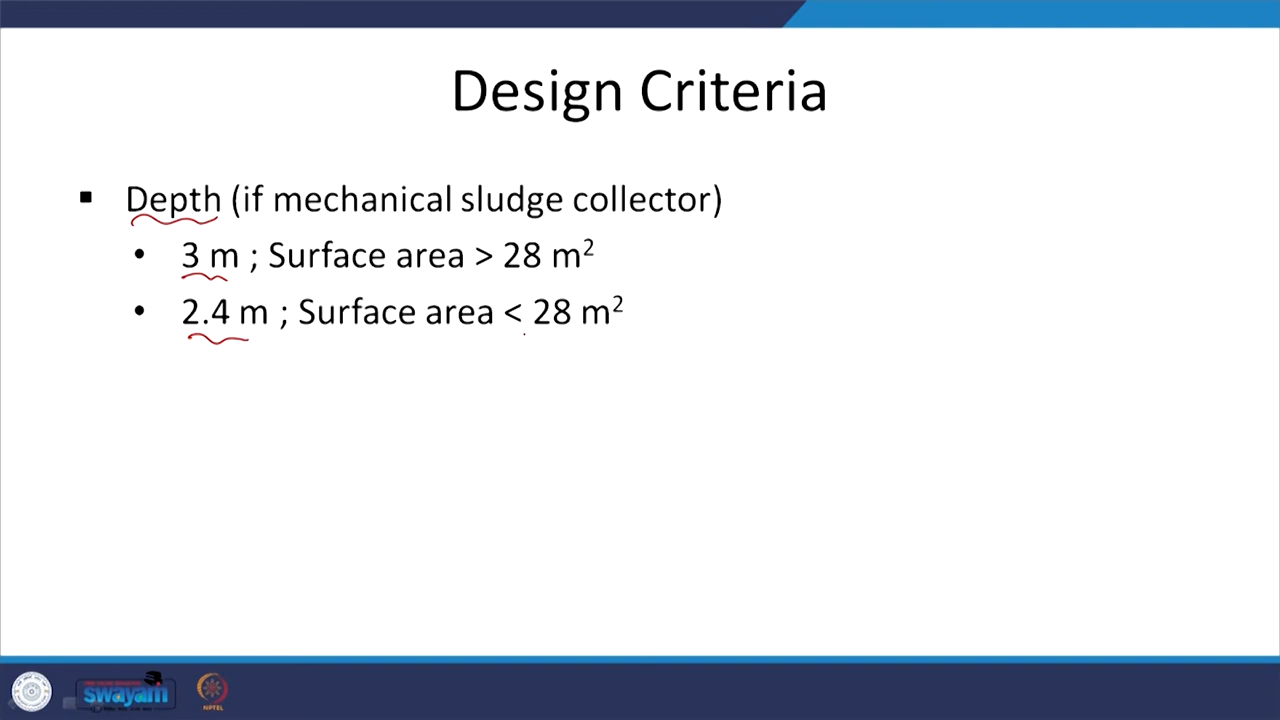 Design Criteria
Depth (if mechanical sludge collector)
3 m ; Surface area > 28 m²
2.4 m ; Surface area < 28 m²
swayam
NPTEL